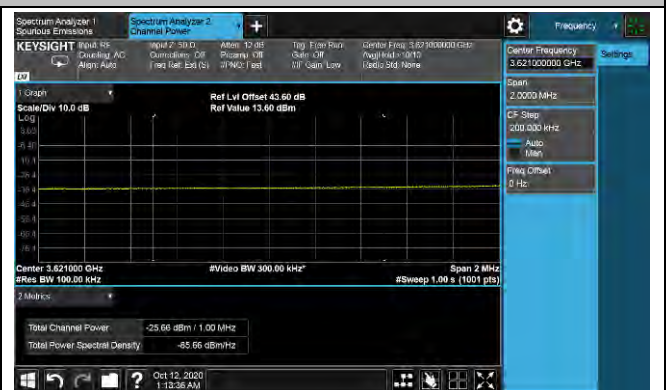 Spectrum Analyzer 1
Spurious Emissions
Spectrum Analyzer 2
Channel Power
Frequency
KEYSIGHT
Input: RF
Coupling: AC
Align: Auto
Input Z: 50 Ω
Corrections: Off
Freq Ref: Ext (S)
Atten: 12 dB
Preamp: Off
#PNO: Fast
Trig: Free Run
Gate: Off
#IF Gain: Low
Center Freq: 3.621000000 GHz
Avg|Hold: 10/10
Radio Std: None
Center Frequency
3.621000000 GHz
Settings
Span
2.0000 MHz
CF Step
200.000 kHz
Auto
Man
Freq Offset
0 Hz
1 Graph
Scale/Div 10.0 dB
Ref Lvl Offset 43.60 dB
Ref Value 13.60 dBm
Log
Center 3.621000 GHz
#Video BW 300.00 kHz*
Span 2 MHz
#Res BW 100.00 kHz
#Sweep 1.00 s (1001 pts)
2 Metrics
Total Channel Power
-25.66 dBm / 1.00 MHz
Total Power Spectral Density
-85.66 dBm/Hz
?
Oct 12, 2020
1:13:36 AM